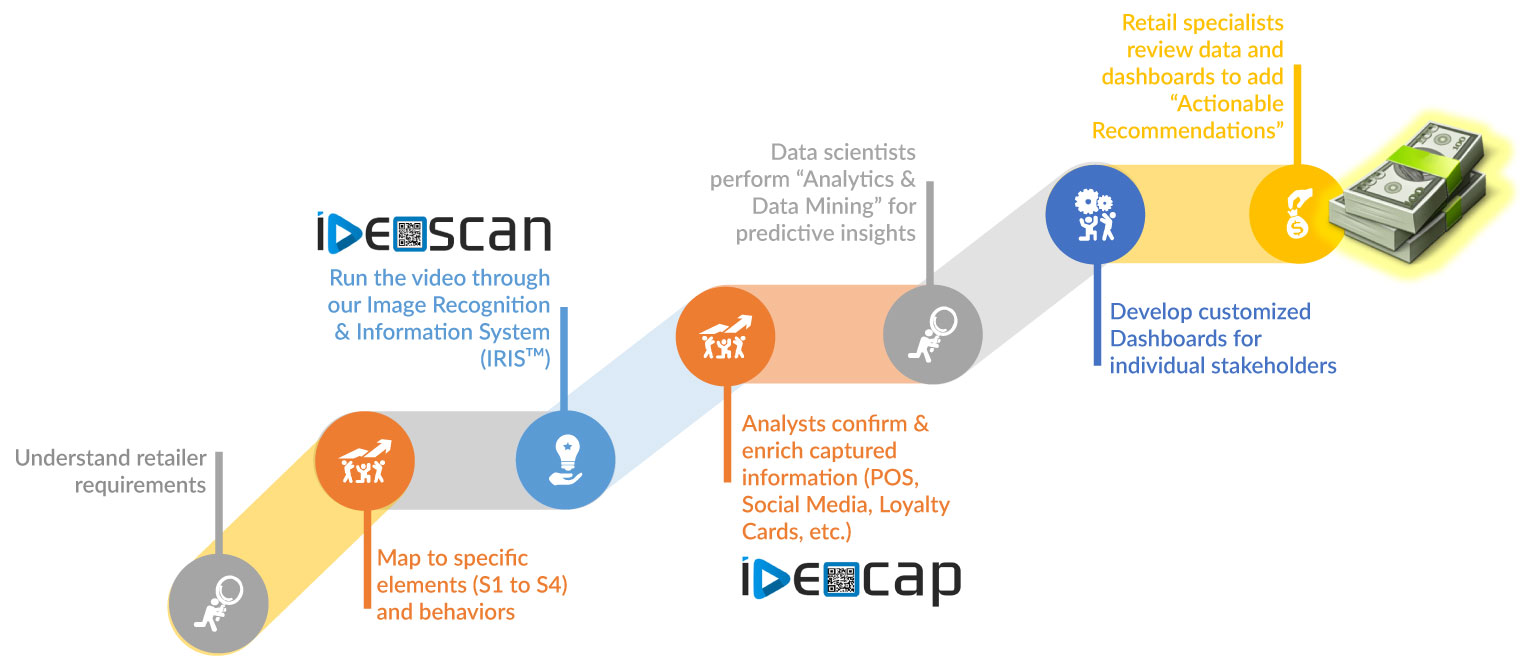 Understand retailer
requirements
Map to specific
elements (S1 to S4)
and behaviors
iDEOscan
Run the video through
our Image Recognition
& Information System
(IRIS™)
Analysts confirm &
enrich captured
information (POS,
Social Media, Loyalty
Cards, etc.)
iDEOcap
Data scientists
perform “Analytics &
Data Mining” for
predictive insights
Develop customized
Dashboards for
individual stakeholders
Retail specialists
review data and
dashboards to add
“Actionable
Recommendations”
$
100